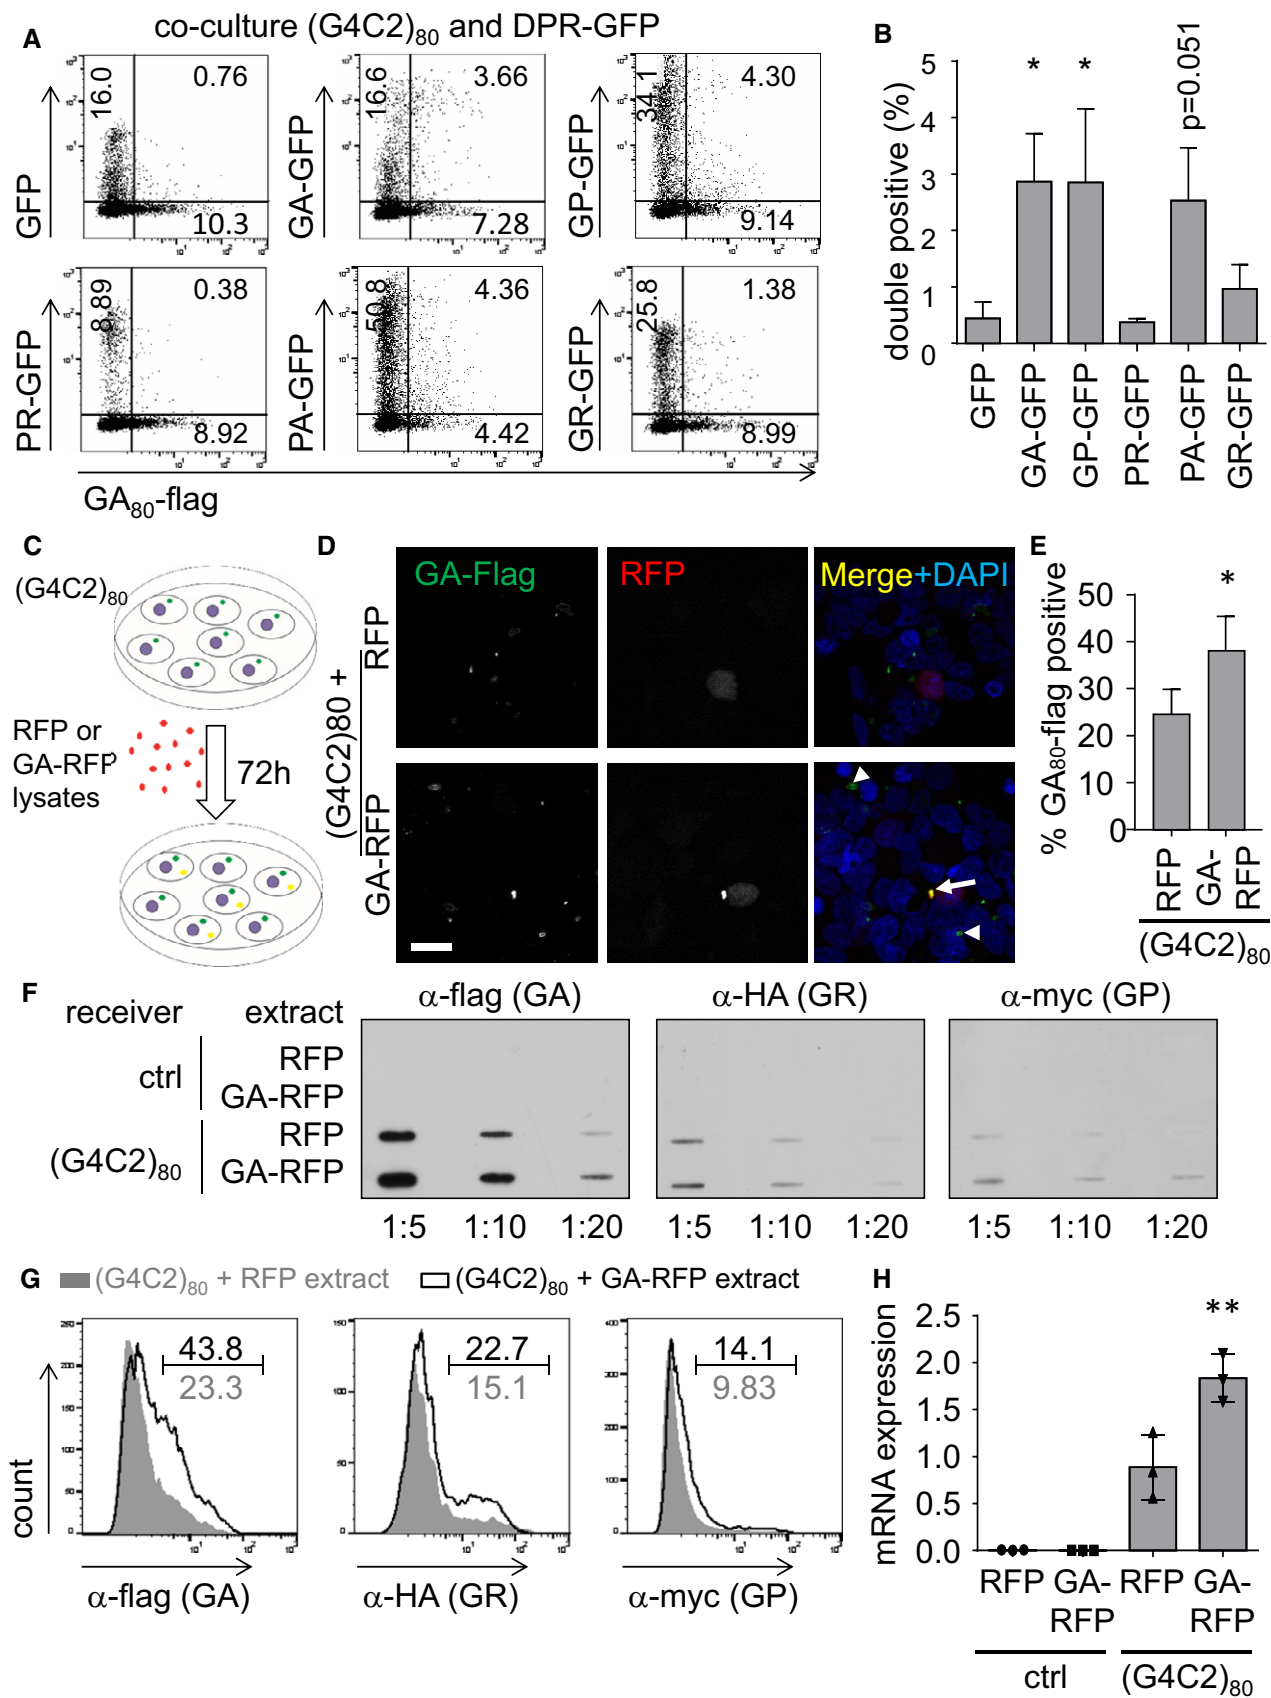 A
co-culture (G4C2)80 and DPR-GFP
GFP
16.0
0.76
10.3
GA-GFP
16.6
3.66
7.28
GP-GFP
34.1
4.30
9.14
PR-GFP
8.89
0.38
8.92
PA-GFP
50.8
4.36
4.42
GR-GFP
25.8
1.38
8.99
GA80-flag
B
double positive (%)
5
4
3
2
1
0
*
*
p=0.051
GFP
GA-GFP
GP-GFP
PR-GFP
PA-GFP
GR-GFP
C
(G4C2)80
RFP or
GA-RFP
lysates
72h
D
(G4C2)80 +
RFP
GA-RFP
GA-Flag
RFP
Merge+DAPI
E
% GA80-flag positive
50
40
30
20
10
0
*
RFP
GA-
RFP
(G4C2)80
F
receiver
extract
α-flag (GA)
α-HA (GR)
α-myc (GP)
ctrl
RFP
GA-RFP
(G4C2)80
RFP
GA-RFP
1:5 1:10 1:20
1:5 1:10 1:20
1:5 1:10 1:20
G
(G4C2)80 + RFP extract
(G4C2)80 + GA-RFP extract
count
43.8
23.3
α-flag (GA)
22.7
15.1
α-HA (GR)
14.1
9.83
α-myc (GP)
H
mRNA expression
2.5
2.0
1.5
1.0
0.5
0.0
**
RFP
GA-
RFP
RFP
GA-
RFP
ctrl
(G4C2)80